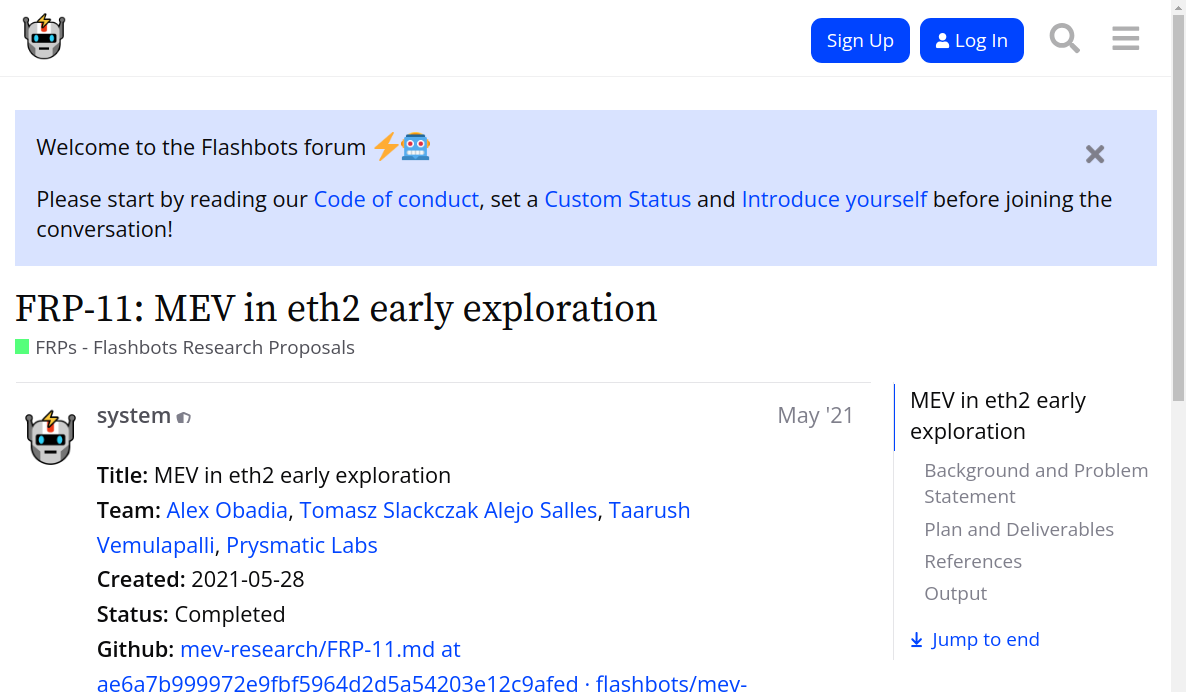 Sign Up
Log In
Welcome to the Flashbots forum
Please start by reading our Code of conduct, set a Custom Status and Introduce yourself before joining the
conversation!
FRP-11: MEV in eth2 early exploration
FRPs - Flashbots Research Proposals
system
May '21
Title: MEV in eth2 early exploration
Team: Alex Obadia, Tomasz Slackczak Alejo Salles, Taarush
Vemulapalli, Prysmatic Labs
Created: 2021-05-28
Status: Completed
Github: mev-research/FRP-11.md at
ae6a7b999972e9fbf5964d2d5a54203e12c9afed · flashbots/mev-
MEV in eth2 early
exploration
Background and Problem
Statement
Plan and Deliverables
References
Output
Jump to end